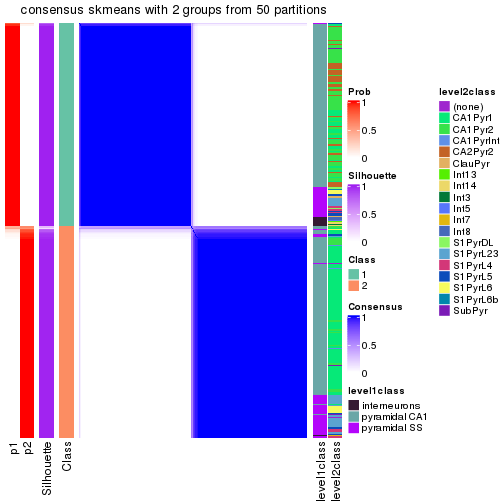 consensus skmeans with 2 groups from 50 partitions
p1
p2
Silhouette
Class
level1class
level2class
Prob
1
0.5
0
Silhouette
1
0.5
0
Class
1
2
Consensus
1
0.5
0
level1class
interneurons
pyramidal CA1
pyramidal SS
level2class
(none)
CA1Pyr1
CA1Pyr2
CA1PyrInt
CA2Pyr2
ClauPyr
Int13
Int14
Int3
Int5
Int7
Int8
S1PyrDL
S1PyrL23
S1PyrL4
S1PyrL5
S1PyrL6
S1PyrL6b
SubPyr